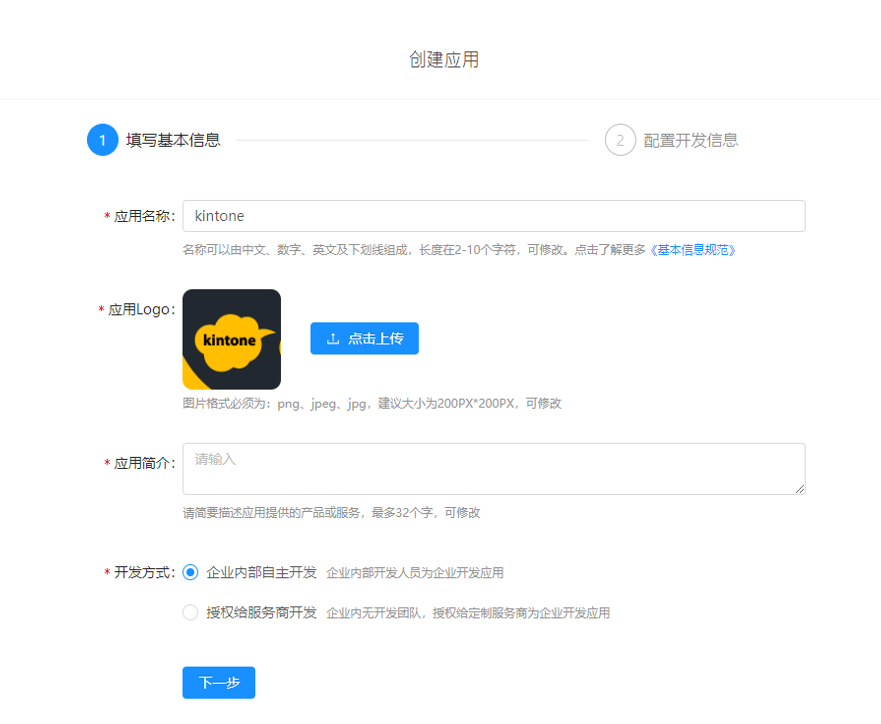 创建应用
1 填写基本信息 2 配置开发信息
* 应用名称: kintone
名称可以由中文、数字、英文及下划线组成，长度在2-10个字符，可修改。点击了解更多《基本信息规范》
* 应用Logo: kintone 点击上传
图片格式必须为：png、jpeg、jpg，建议大小为200PX*200PX，可修改
* 应用简介: 请输入
请简要描述应用提供的产品或服务，最多32个字，可修改
* 开发方式: 企业内部自主开发 企业内部开发人员为企业开发应用
授权给服务商开发 企业内无开发团队，授权给定制服务商为企业开发应用
下一步